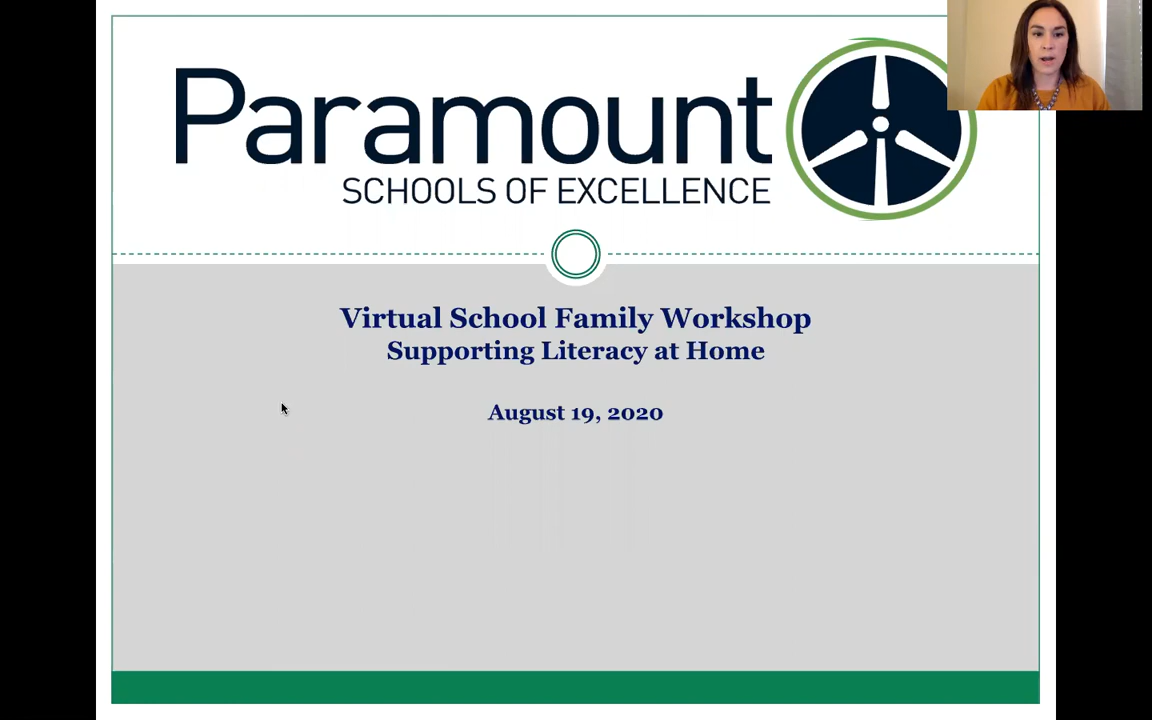 Paramount
SCHOOLS OF EXCELLENCE
Virtual School Family Workshop
Supporting Literacy at Home
August 19, 2020